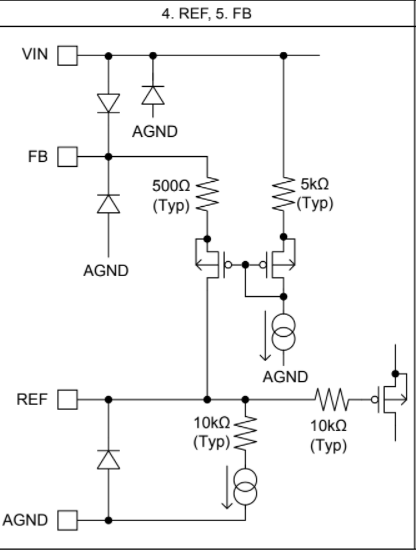 4. REF, 5. FB
VIN
AGND
FB
500Ω
(Typ)
5kΩ
(Typ)
AGND
AGND
REF
10kΩ
(Typ)
10kΩ
(Typ)
AGND